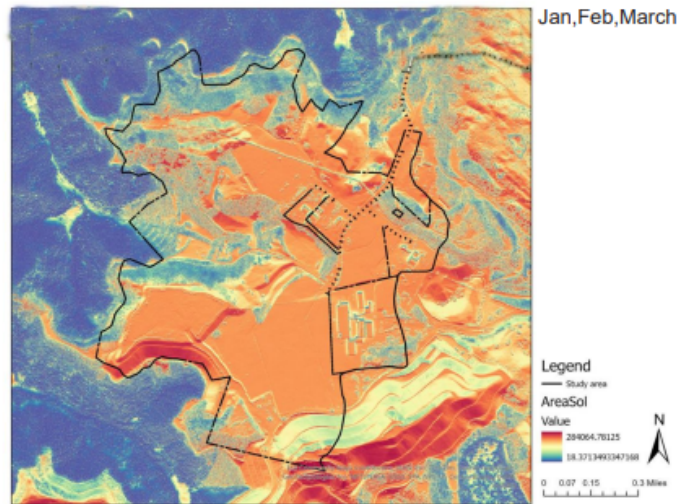 Jan,Feb,March
Legend
Study area
AreaSol
Value
284064.78125
18.3713493347168
N
0 0.07 0.15 0.3 Miles